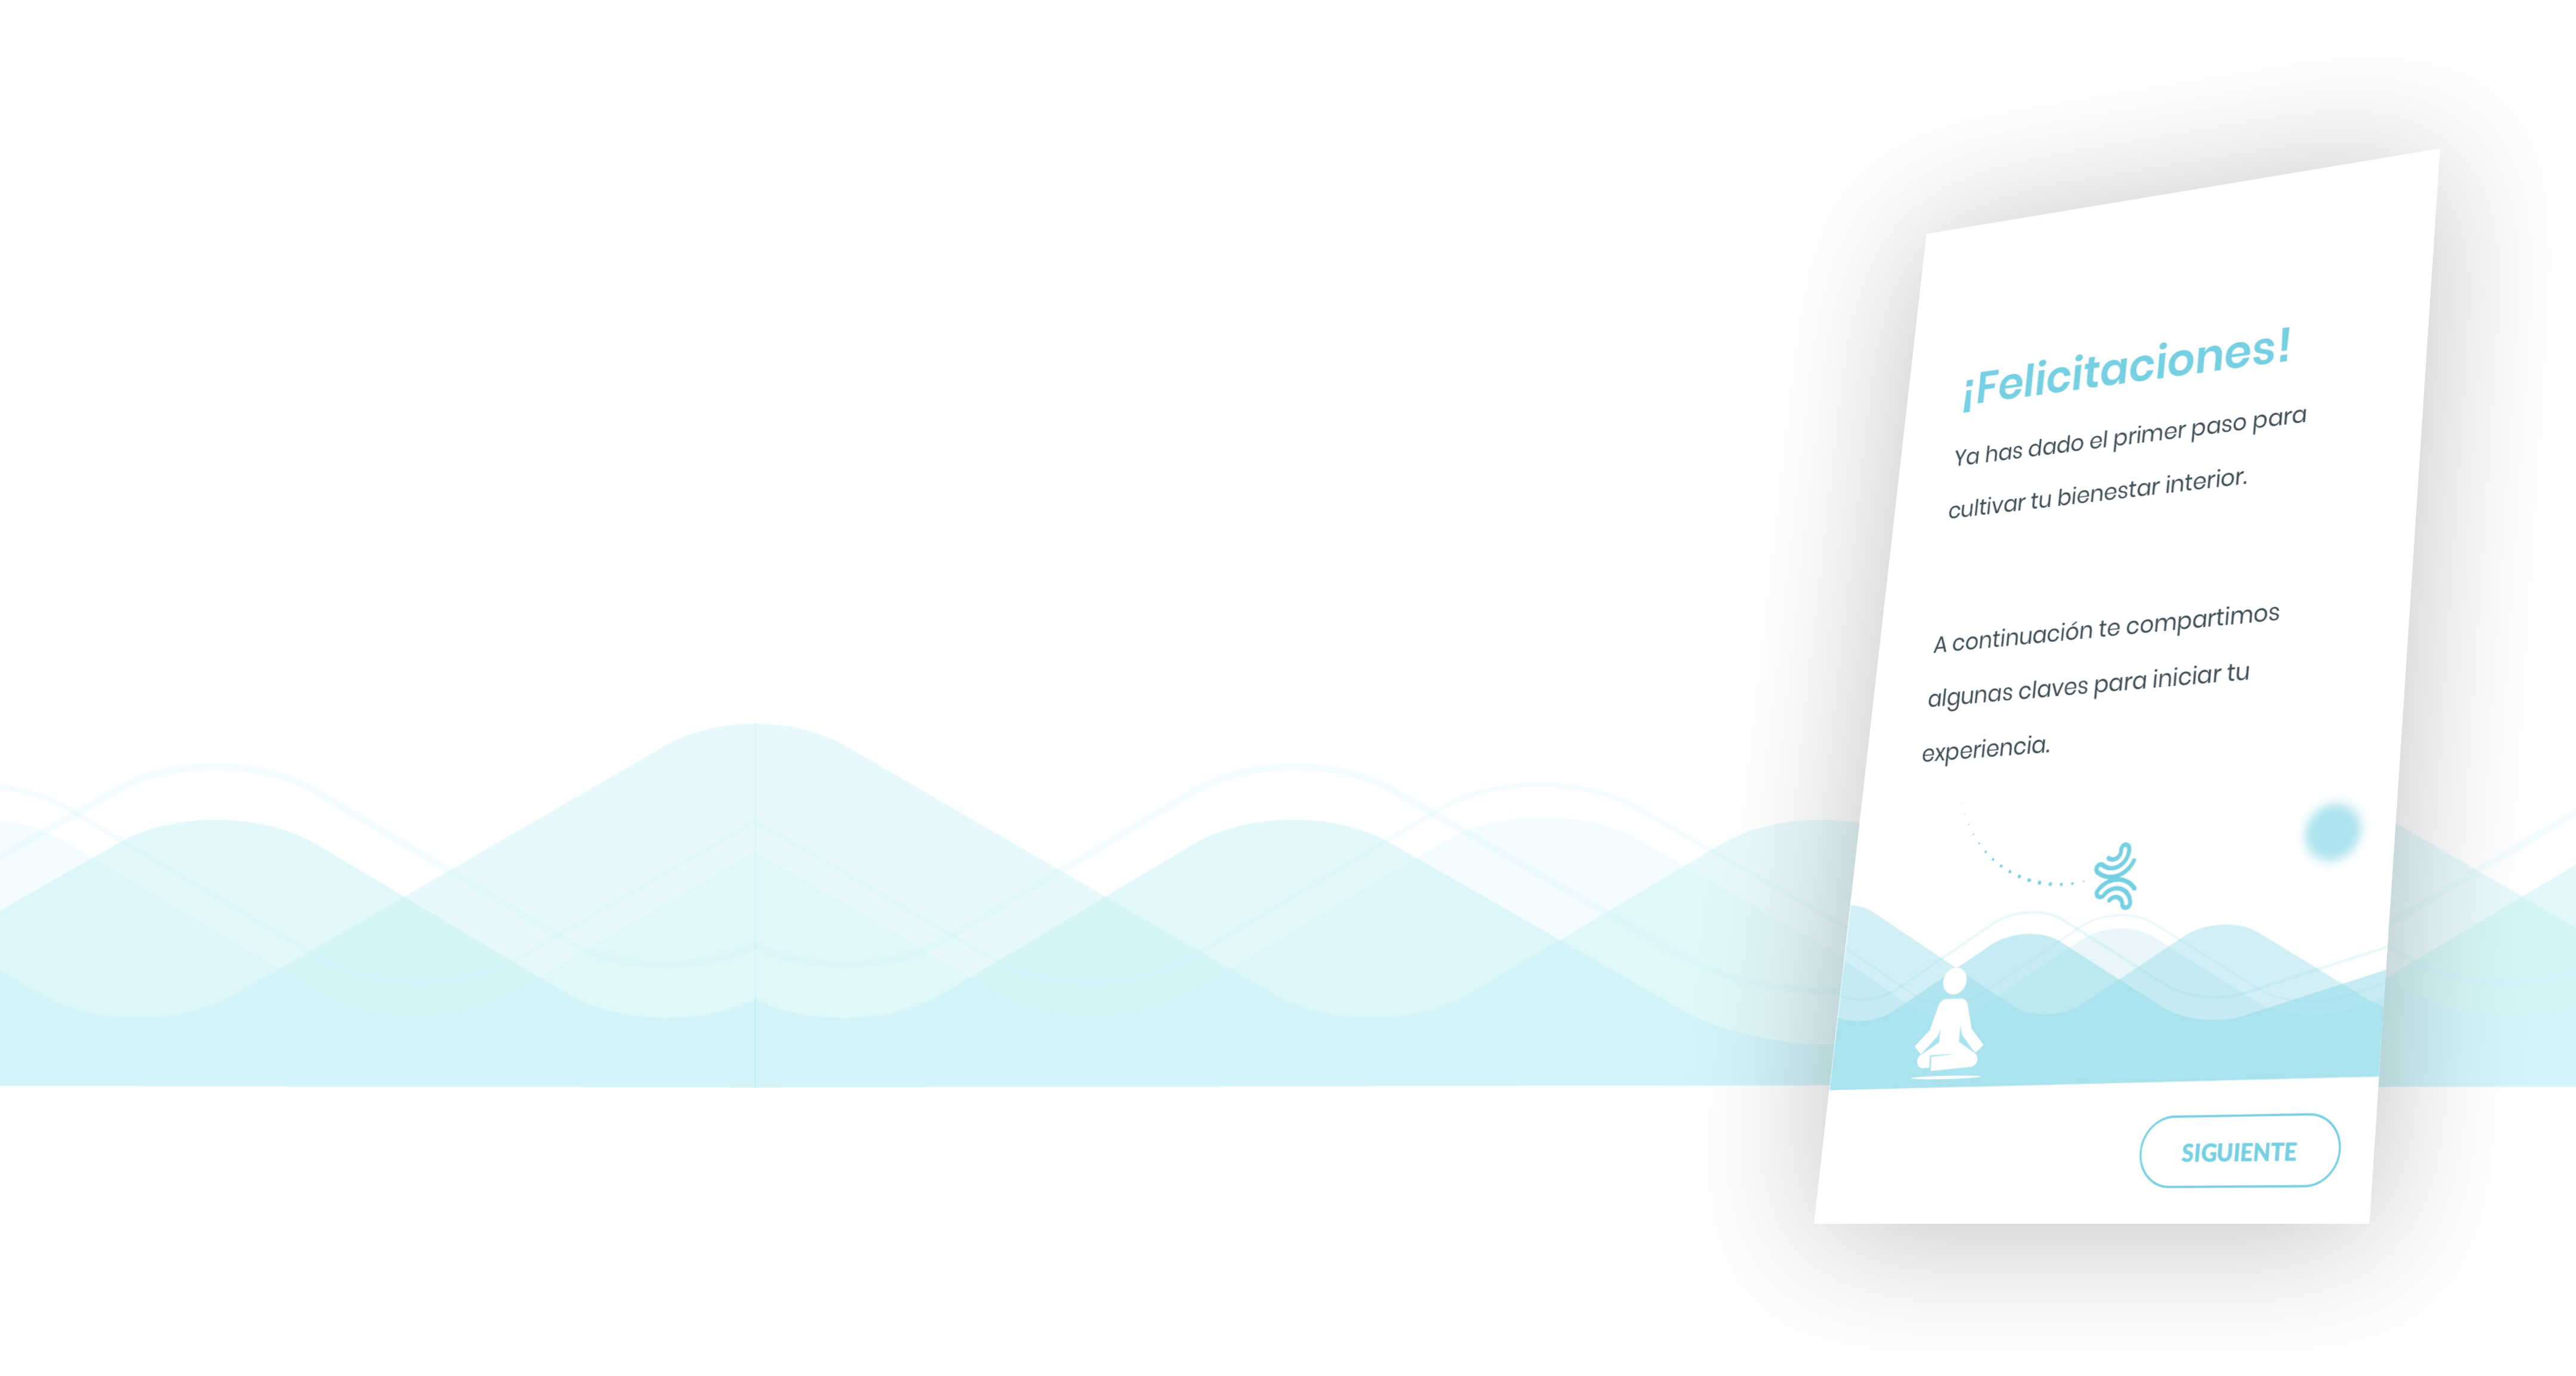 ¡Felicitaciones!
Ya has dado el primer paso para
cultivar tu bienestar interior.
A continuación te compartimos
algunas claves para iniciar tu
experiencia.
SIGUIENTE